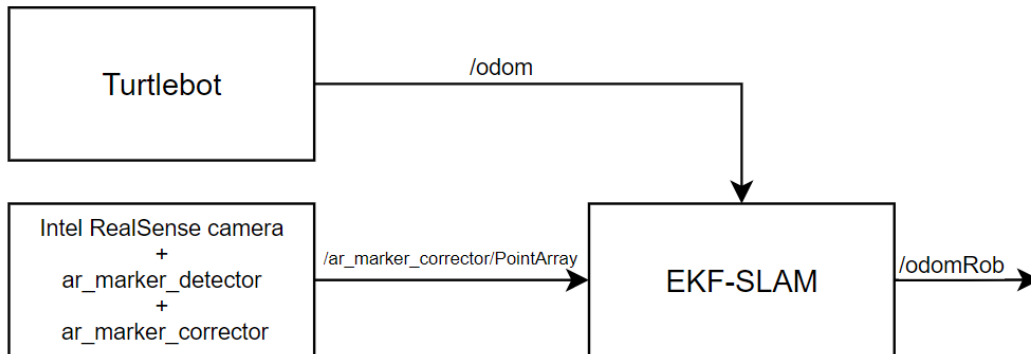 Turtlebot
/odom
Intel RealSense camera
+
ar_marker_detector
+
ar_marker_corrector
/ar_marker_corrector/PointArray
EKF-SLAM
/odomRob